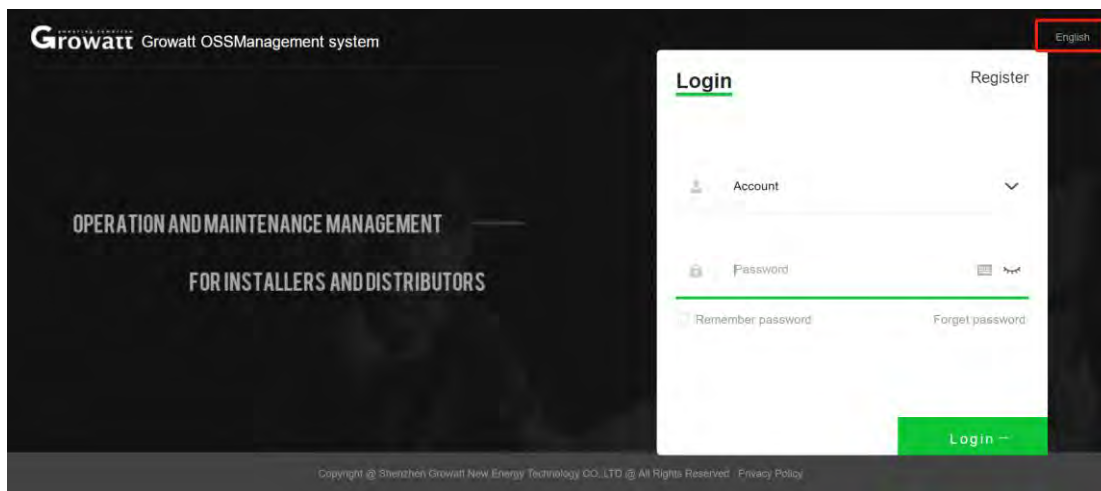 Growatt Growatt OSSManagement system
English
Login
Register
Account
OPERATION AND MAINTENANCE MANAGEMENT
FOR INSTALLERS AND DISTRIBUTORS
Password
Remember password
Forget password
Login
Copyright @ Shenzhen Growatt New Energy Technology CO.,LTD @ All Rights Reserved Privacy Policy